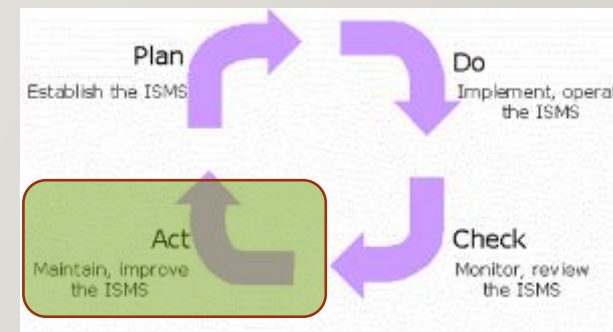 Plan
Establish the ISMS
Do
Implement, operat
the ISMS
Act
Maintain, improve
the ISMS
Check
Monitor, review
the ISMS